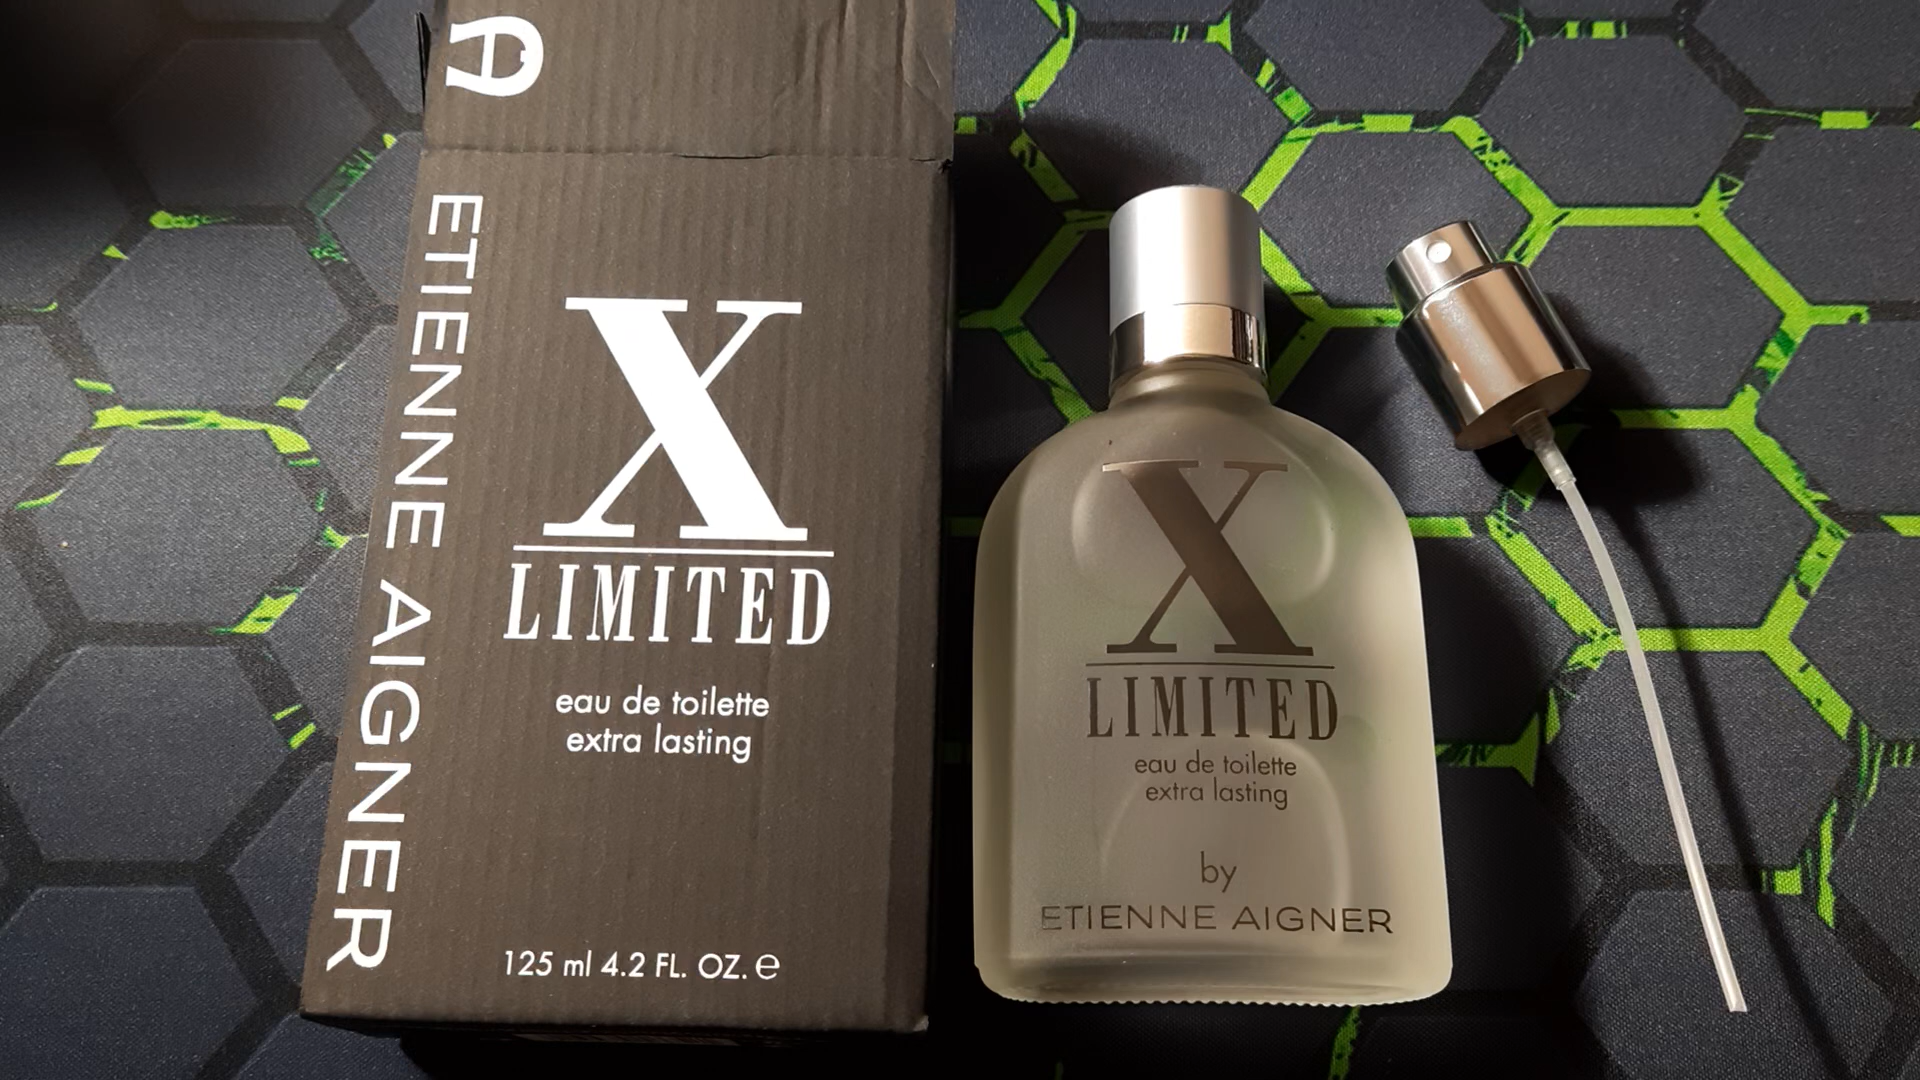 A
ETIENNE AIGNER
X
LIMITED
eau de toilette
extra lasting
125 ml 4.2 FL. OZ. e
X
LIMITED
eau de toilette
extra lasting
by
ETIENNE AIGNER